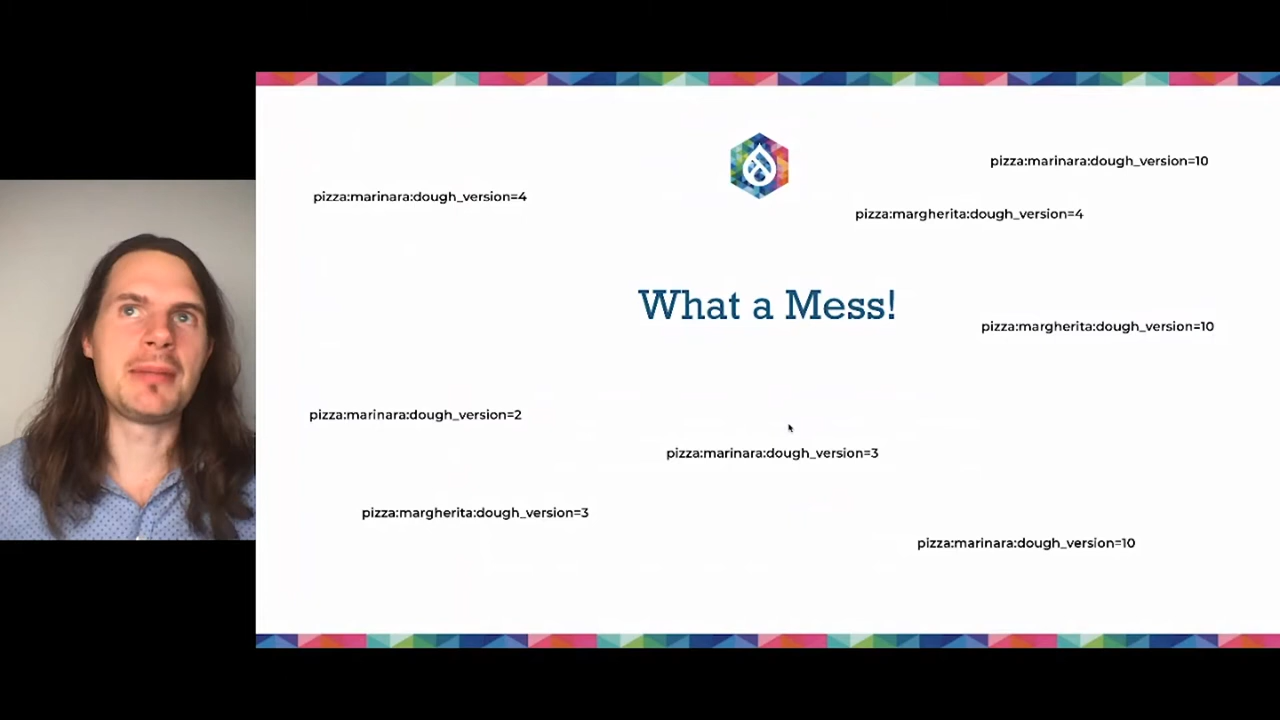 pizza:marinara:dough_version=10
pizza:marinara:dough_version=4
pizza:margherita:dough_version=4
What a Mess!
pizza:margherita:dough_version=10
pizza:marinara:dough_version=2
pizza:marinara:dough_version=3
pizza:margherita:dough_version=3
pizza:marinara:dough_version=10